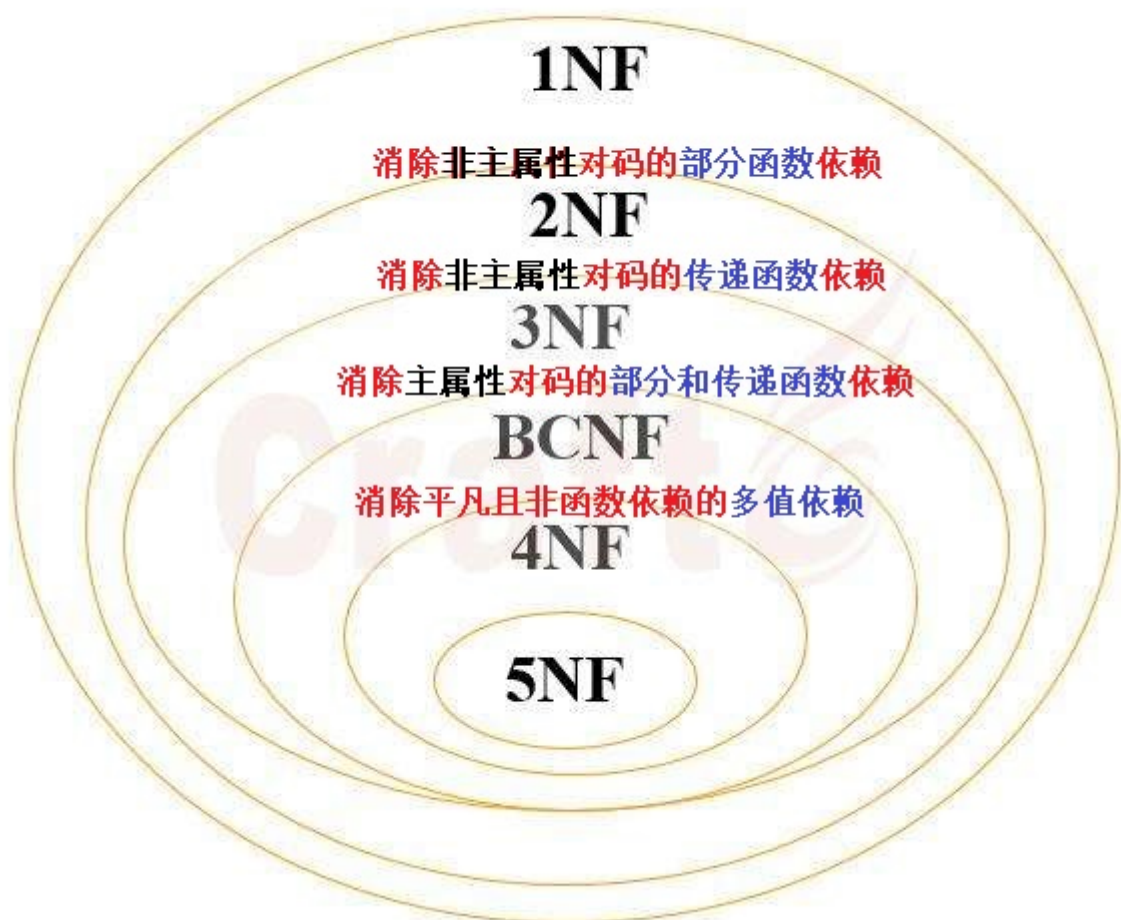 1NF
消除非主属性对码的部分函数依赖
2NF
消除非主属性对码的传递函数依赖
3NF
消除主属性对码的部分和传递函数依赖
BCNF
消除平凡且非函数依赖的多值依赖
4NF
5NF